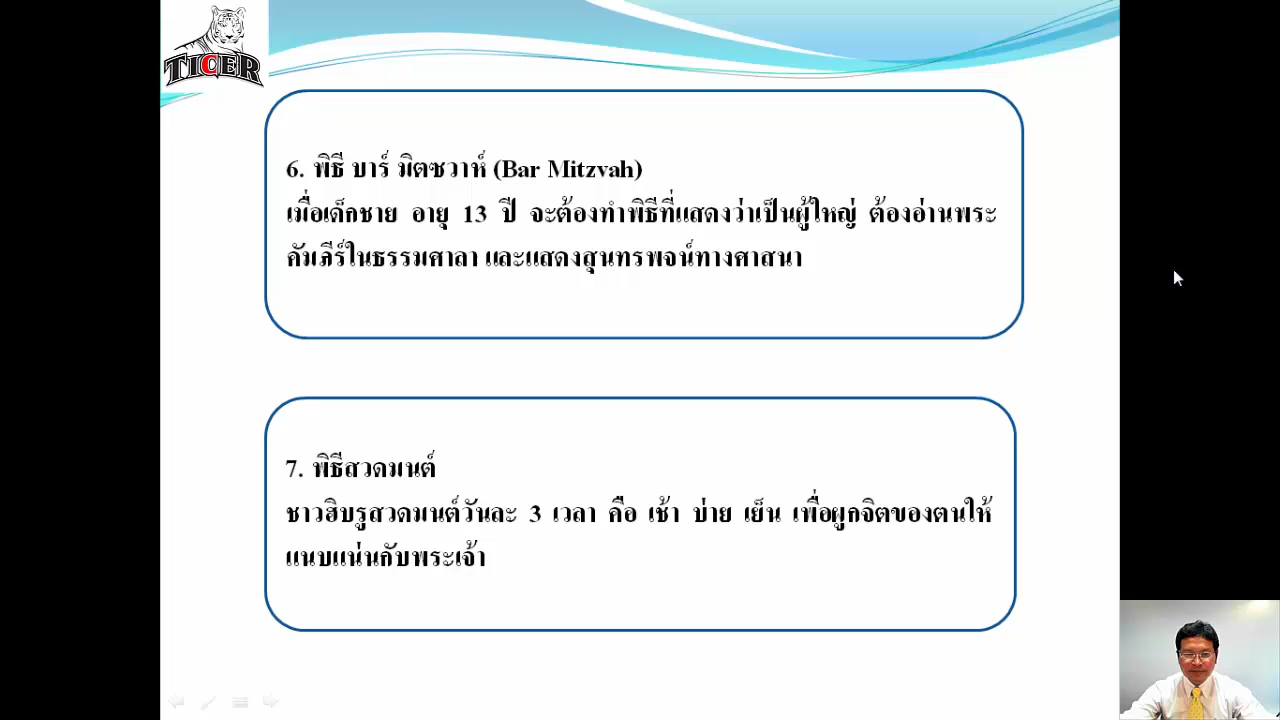 TIGER
6. พิธี บาร์ มิตซวาห์ (Bar Mitzvah)
เมื่อเด็กชาย อายุ 13 ปี จะต้องทำพิธีที่แสดงว่าเป็นผู้ใหญ่ ต้องอ่านพระ
คัมภีร์ในธรรมศาลา และแสดงสุนทรพจน์ทางศาสนา
7. พิธีสวดมนต์
ชาวฮิบรูสวดมนต์วันละ 3 เวลา คือ เช้า บ่าย เย็น เพื่อผูกจิตของตนให้
แนบแน่นกับพระเจ้า